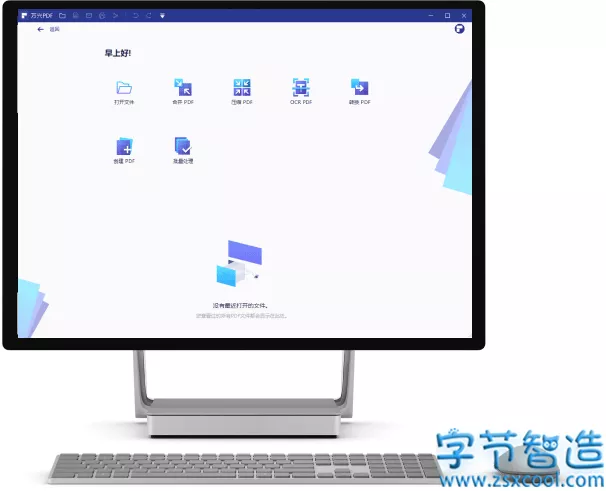 万兴PDF
返回
早上好!
打开文件
合并 PDF
压缩 PDF
OCR PDF
转换 PDF
创建 PDF
批量处理
没有最近打开的文件。
字节智造
www.zsxcool.com